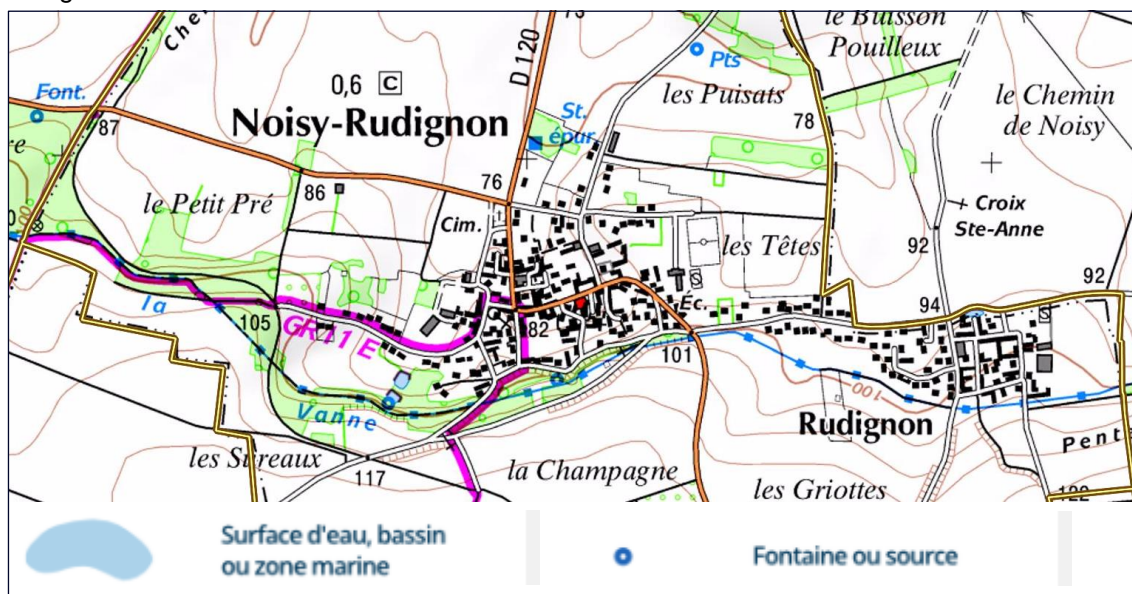 Che
le Buisson
Pouilleux
73
D 120
Pts
0,6 C
Font.
St.
épur
les Puisats
le Chemin
de Noisy
Noisy-Rudignon
87
78
re
86
76
le Petit Pré
Croix
Ste-Anne
Cim.
les Têtes
92
S
92
la
Éc.
94
S
105
GR 11 E
82
101
Vanne
100
Rudignon
Pent
les Sureaux
117
la Champagne
les Griottes
Surface d'eau, bassin
ou zone marine
Fontaine ou source